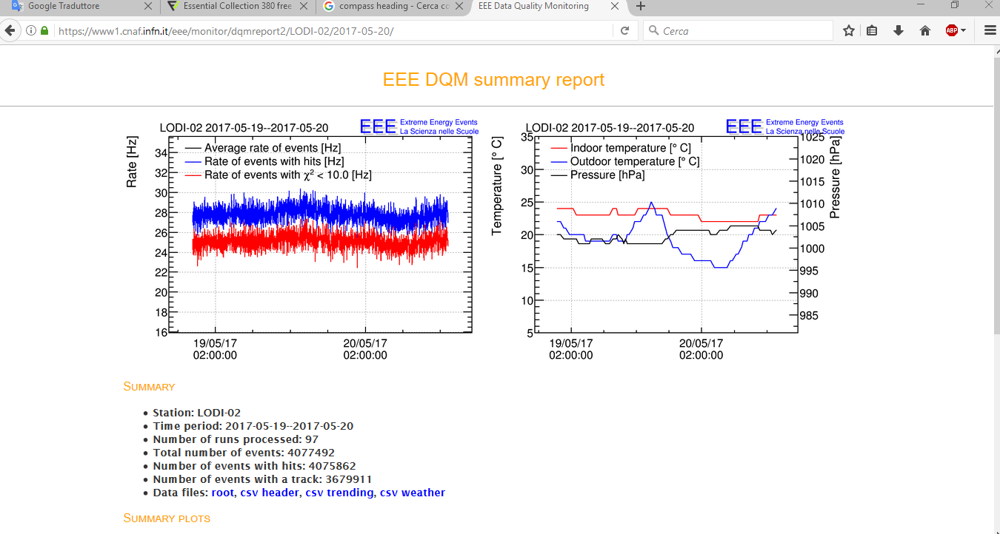 Google Traduttore
Essential Collection 380 free
compass heading - Cerca co
EEE Data Quality Monitoring
https://www1.cnaf.infn.it/eee/monitor/dqmreport2/LODI-02/2017-05-20/
Cerca
ABP
EEE DQM summary report
LODI-02 2017-05-19--2017-05-20
EEE
Extreme Energy Events
La Scienza nelle Scuole
Rate [Hz]
Average rate of events [Hz]
Rate of events with hits [Hz]
Rate of events with χ² < 10.0 [Hz]
34
32
30
28
26
24
22
20
18
16
19/05/17
02:00:00
20/05/17
02:00:00
LODI-02 2017-05-19--2017-05-20
EEE
Extreme Energy Events
La Scienza nelle Scuole
Temperature [° C]
Indoor temperature [° C]
Outdoor temperature [° C]
Pressure [hPa]
35
30
25
20
15
10
5
Pressure [hPa]
1025
1020
1015
1010
1005
1000
995
990
985
19/05/17
02:00:00
20/05/17
02:00:00
SUMMARY
• Station: LODI-02
• Time period: 2017-05-19--2017-05-20
• Number of runs processed: 97
• Total number of events: 4077492
• Number of events with hits: 4075862
• Number of events with a track: 3679911
• Data files: root, csv header, csv trending, csv weather
SUMMARY PLOTS